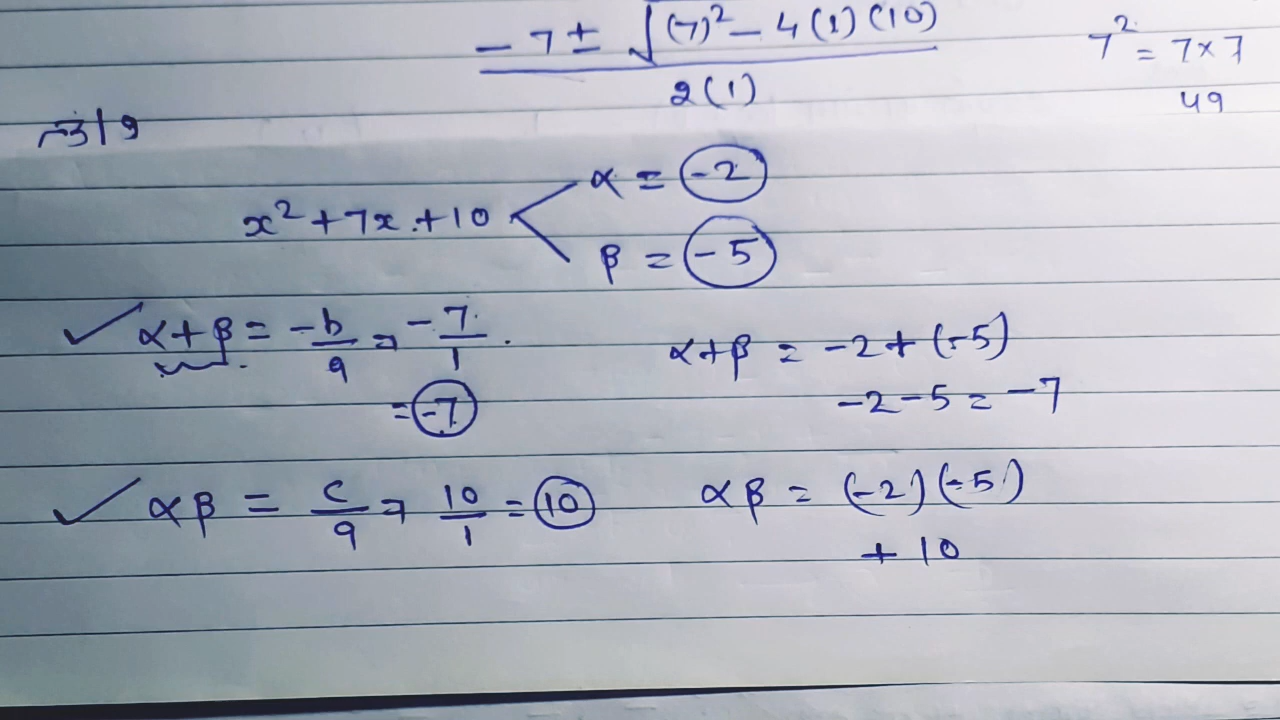 -7 ± √(7)² - 4(1)(10)
2(1)
7² = 7×7
49
x² + 7x + 10
α = -2
β = -5
α+β = -b/a = -7/1.
= -7
α+β = -2+(-5)
-2-5 = -7
αβ = c/a = 10/1 = 10
αβ = (-2)(-5)
+10